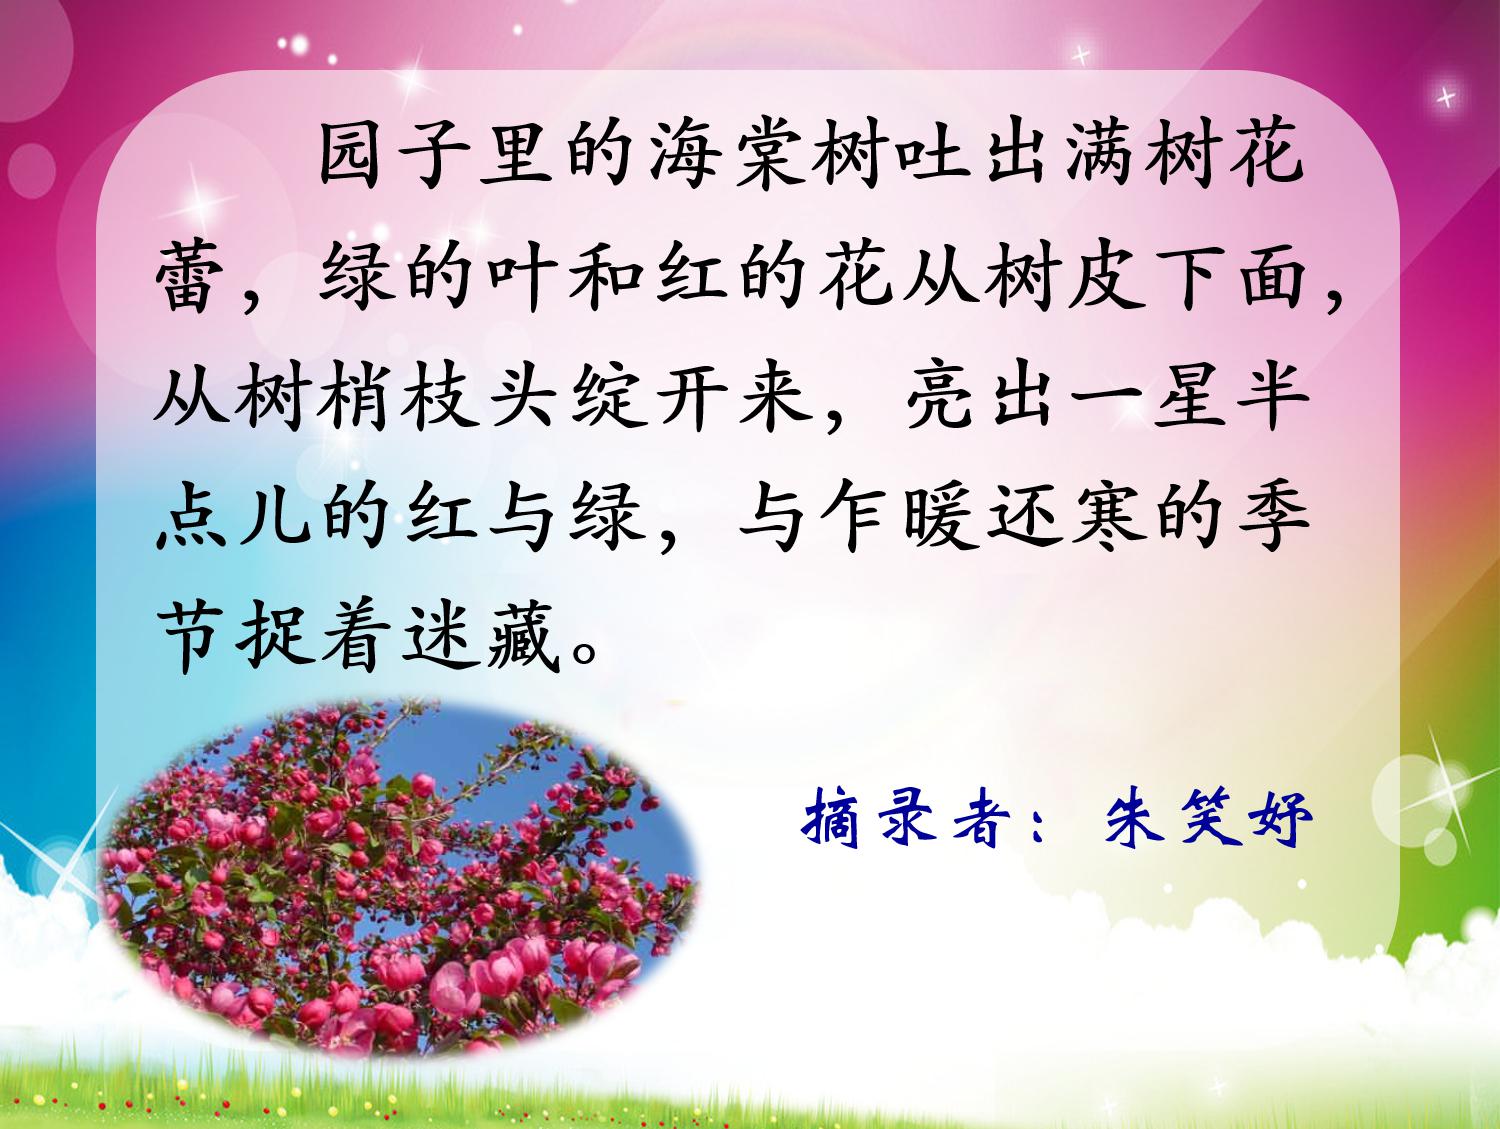 园子里的海棠树吐出满树花
蕾，绿的叶和红的花从树皮下面，
从树梢枝头绽开来，亮出一星半
点儿的红与绿，与乍暖还寒的季
节捉着迷藏。
摘录者：朱笑妤